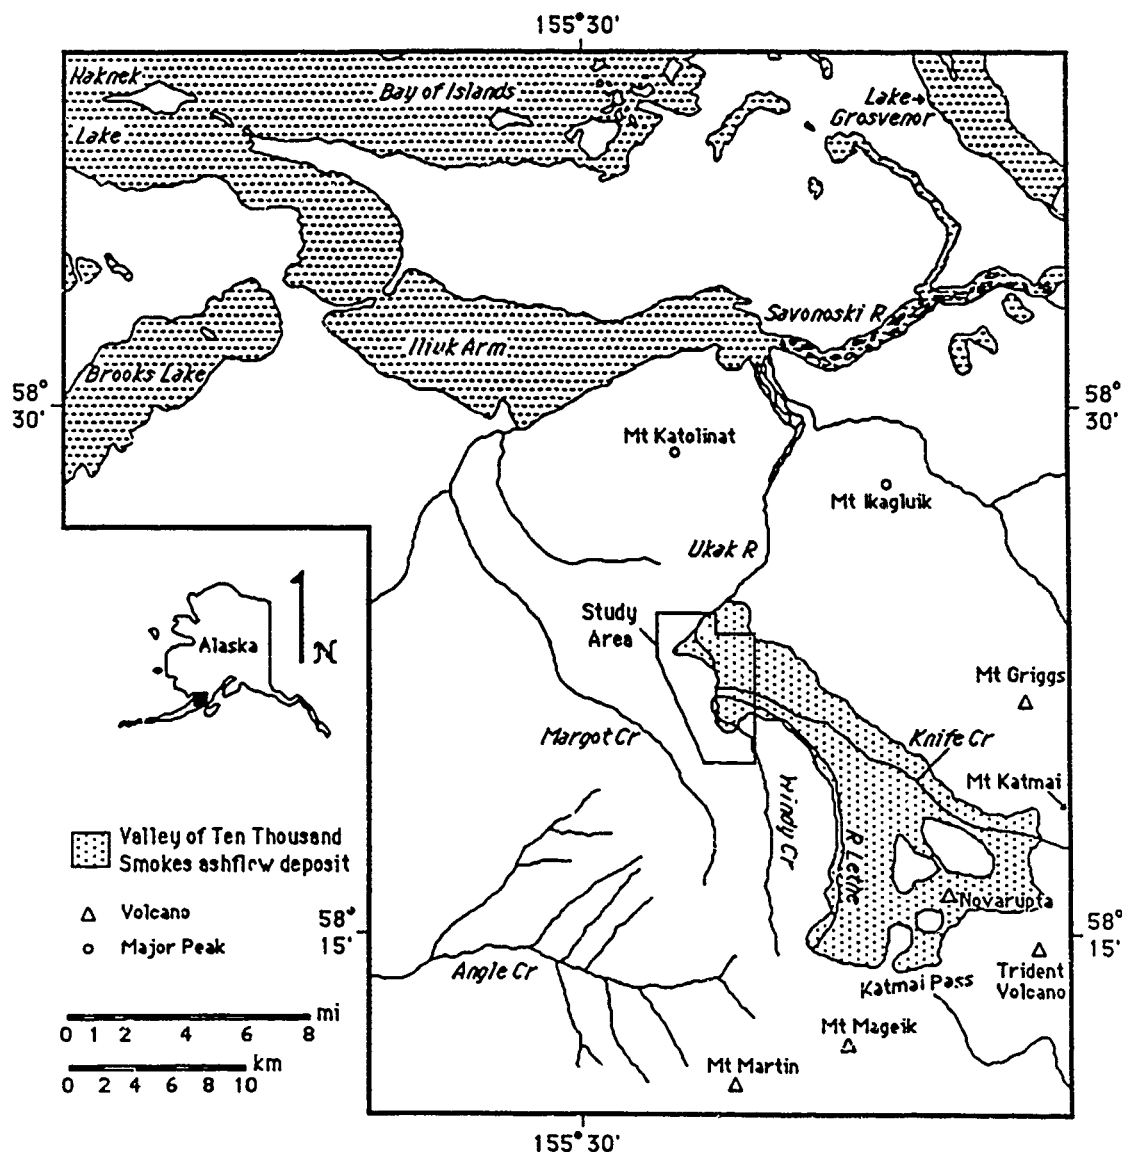 155° 30'
Naknek
Lake
Bay of Islands
Lake→
Grosvenor
Savonoski R
Iliuk Arm
Brooks Lake
58°
30'
58°
30'
Mt Katolinat
Mt Ikagluik
Ukak R
Study
Area
Alaska
N
Mt Griggs
Margot Cr
Knife Cr
Mt Katmai
Windy Cr
R Lethe
Valley of Ten Thousand
Smokes ashflrw deposit
Volcano
Major Peak
58°
15'
58°
15'
Novarupta
Angle Cr
Katmai Pass
Trident
Volcano
Mt Mageik
Mt Martin
mi
0 1 2 4 6 8
km
0 2 4 6 8 10
155° 30'